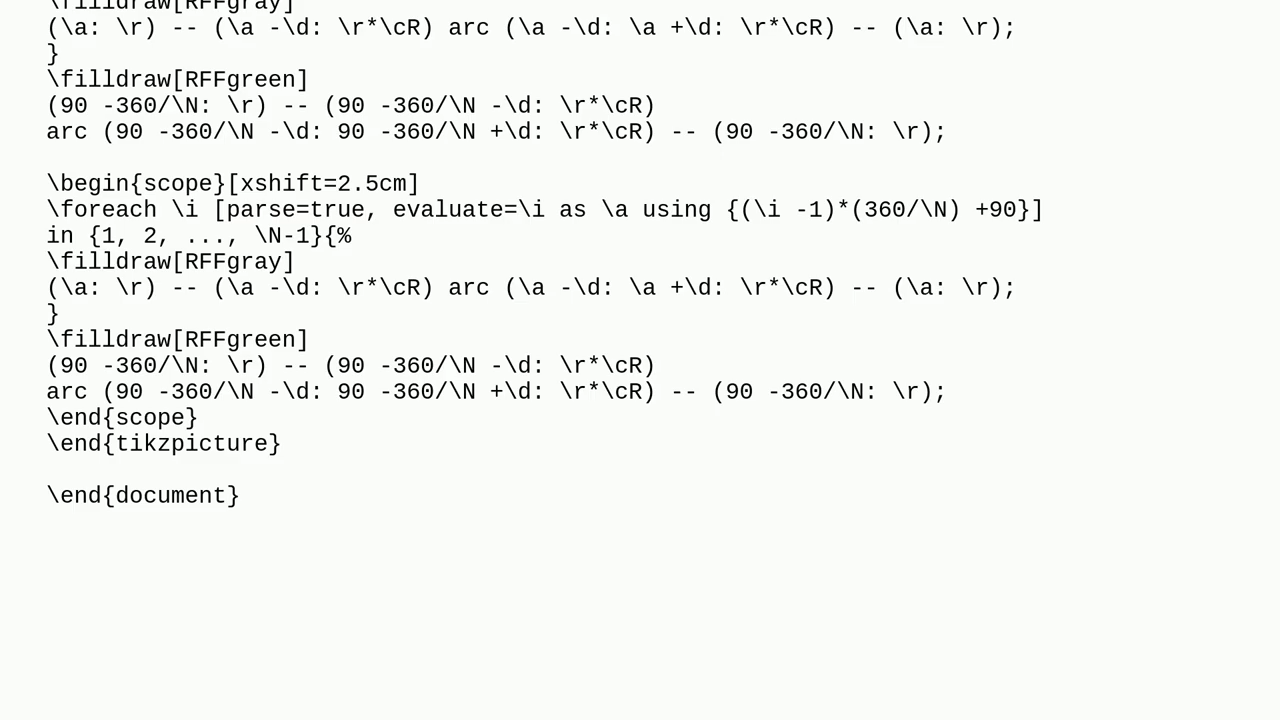 \filldraw[RFFgray]
(\a: \r) -- (\a -\d: \r*\cR) arc (\a -\d: \a +\d: \r*\cR) -- (\a: \r);
}
\filldraw[RFFgreen]
(90 -360/\N: \r) -- (90 -360/\N -\d: \r*\cR)
arc (90 -360/\N -\d: 90 -360/\N +\d: \r*\cR) -- (90 -360/\N: \r);
\begin{scope}[xshift=2.5cm]
\foreach \i [parse=true, evaluate=\i as \a using {(\i -1)*(360/\N) +90}]
in {1, 2, ..., \N-1}{%
\filldraw[RFFgray]
(\a: \r) -- (\a -\d: \r*\cR) arc (\a -\d: \a +\d: \r*\cR) -- (\a: \r);
}
\filldraw[RFFgreen]
(90 -360/\N: \r) -- (90 -360/\N -\d: \r*\cR)
arc (90 -360/\N -\d: 90 -360/\N +\d: \r*\cR) -- (90 -360/\N: \r);
\end{scope}
\end{tikzpicture}
\end{document}